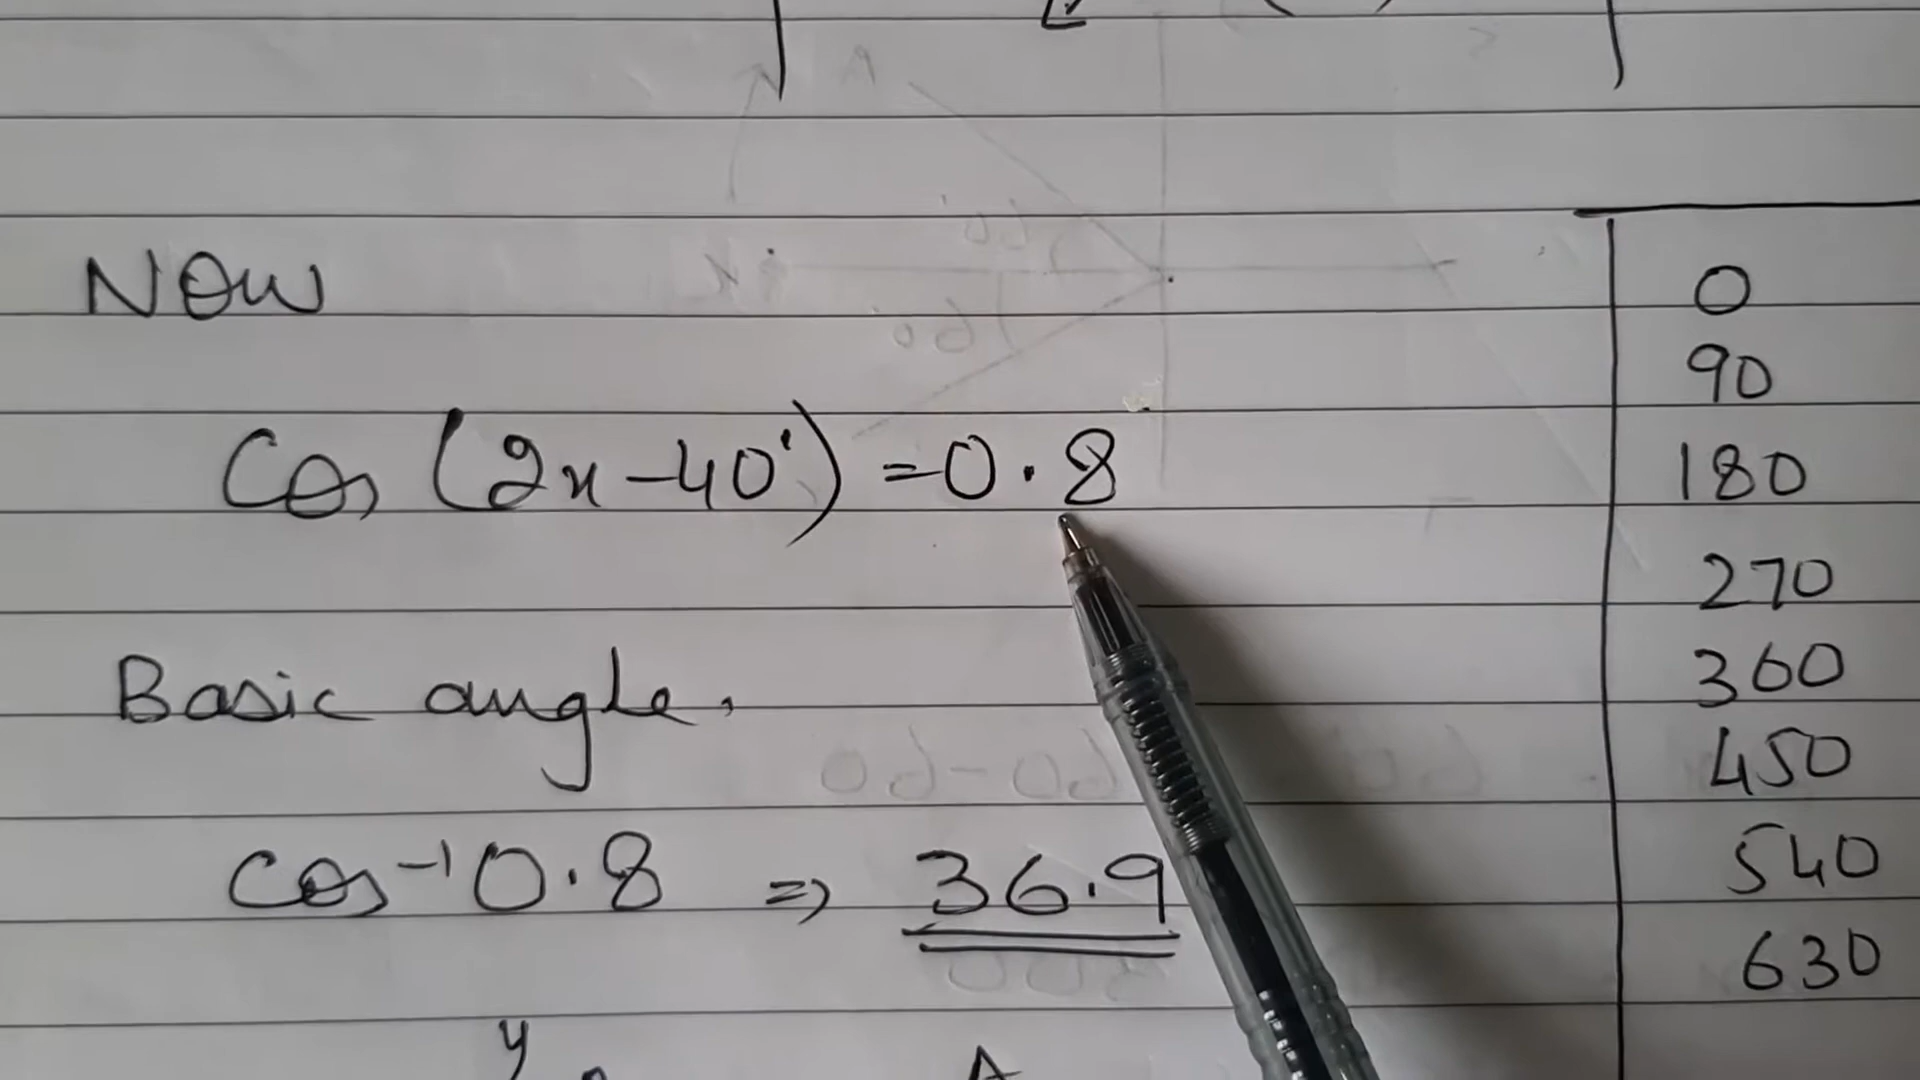 Now
0
90
Cos (2x-40°) = 0.8
180
270
Basic angle,
360
450
Cos⁻¹ 0.8 => 36.9
540
630
y
A